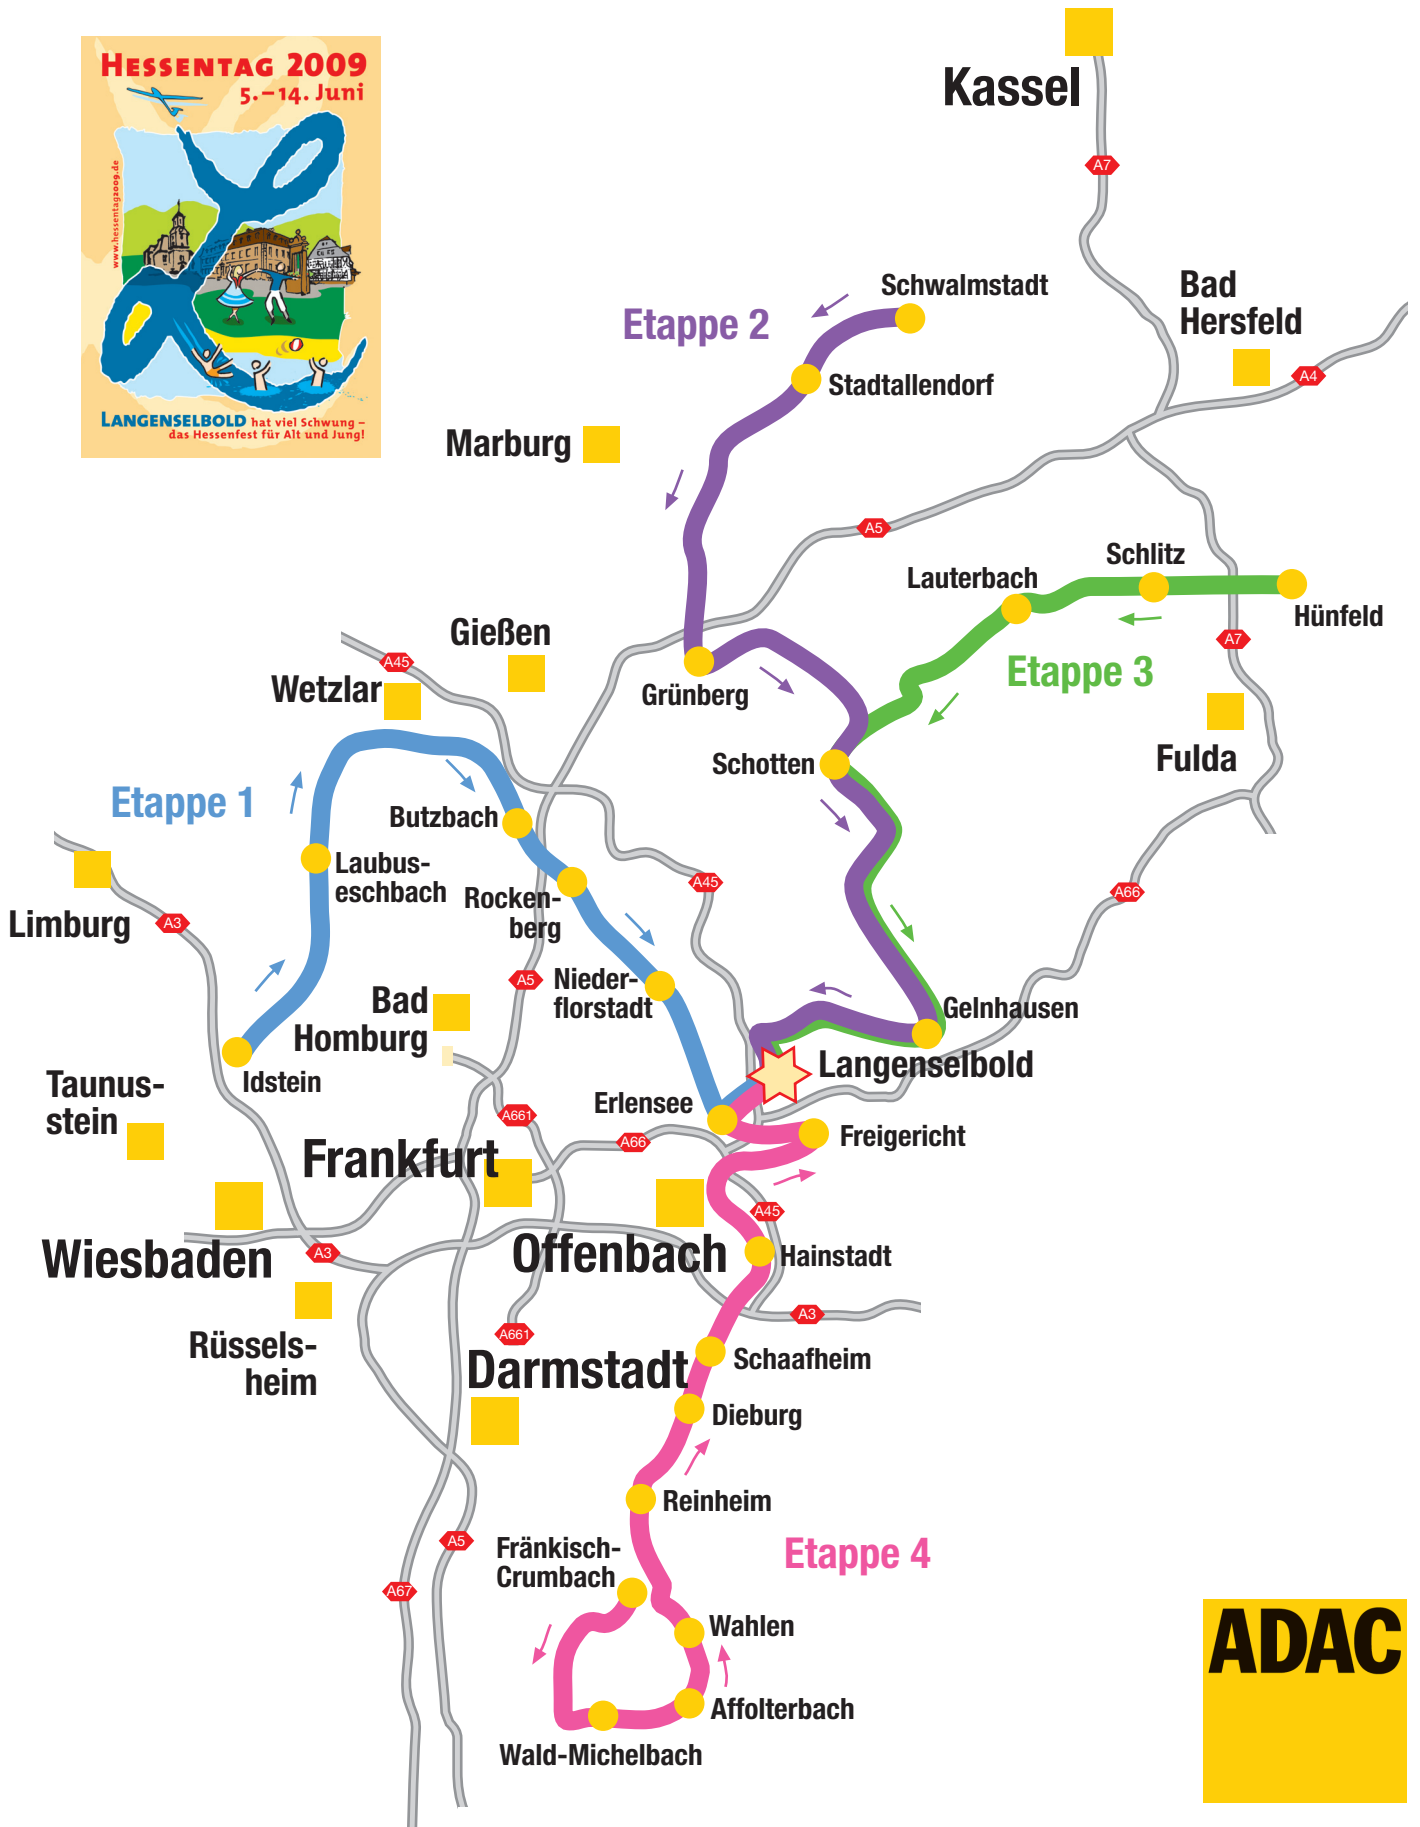 HESSENTAG 2009
5.–14. Juni
www.hessentag2009.de
LANGENSELBOLD hat viel Schwung –
das Hessenfest für Alt und Jung!
Kassel
A7
Schwalmstadt
Bad
Hersfeld
Etappe 2
Stadtallendorf
A4
Marburg
A5
Schlitz
Lauterbach
Hünfeld
A7
Gießen
A45
Wetzlar
Grünberg
Etappe 3
Fulda
Schotten
Etappe 1
Butzbach
Laubus-
eschbach
Rocken-
berg
A45
A66
Limburg
A3
A5
Nieder-
florstadt
Bad
Homburg
Gelnhausen
Langenselbold
Idstein
Taunus-
stein
Erlensee
A661
A66
Freigericht
Frankfurt
A45
Wiesbaden
A3
Offenbach
Hainstadt
A3
Rüssels-
heim
A661
Darmstadt
Schaafheim
Dieburg
Reinheim
A5
Fränkisch-
Crumbach
Etappe 4
A67
Wahlen
Affolterbach
Wald-Michelbach
ADAC